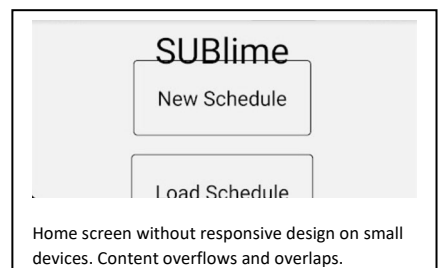 SUBlime
New Schedule
Load Schedule
Home screen without responsive design on small
devices. Content overflows and overlaps.